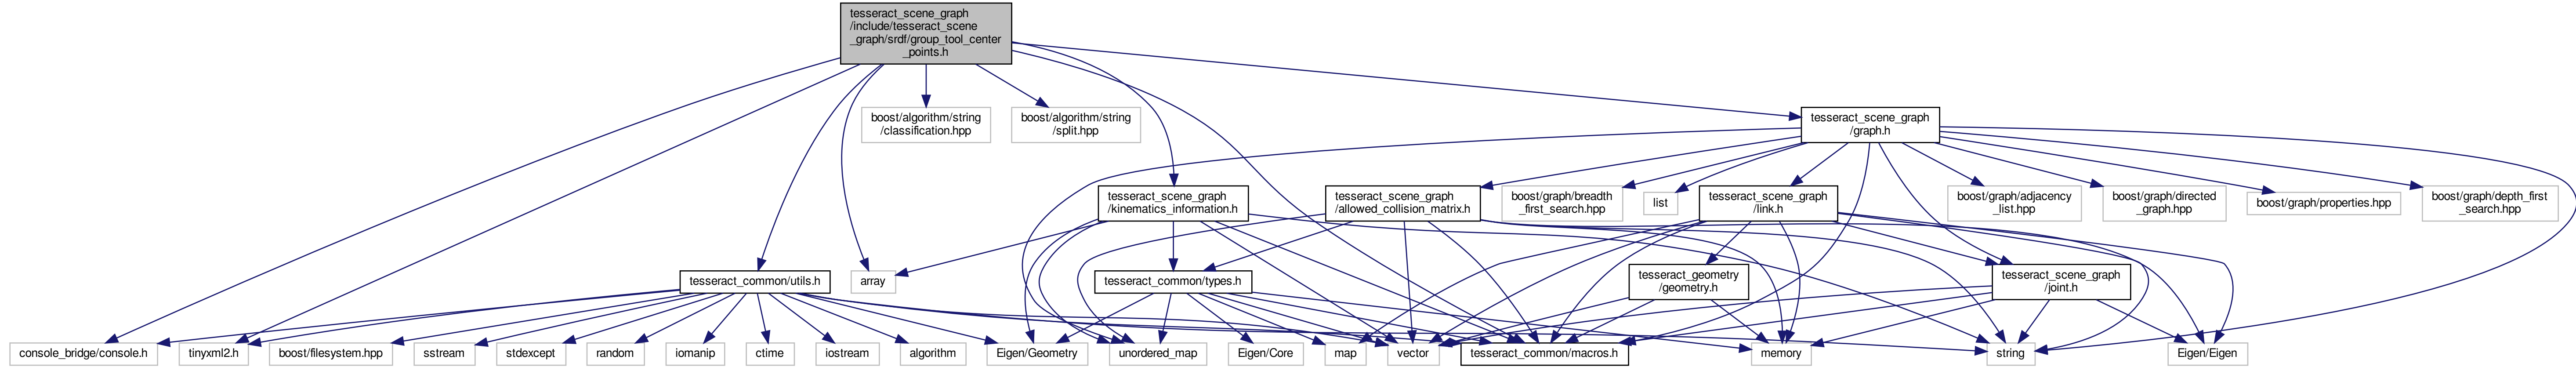 tesseract_scene_graph
/include/tesseract_scene
_graph/srdf/group_tool_center
_points.h
boost/algorithm/string
/classification.hpp
boost/algorithm/string
/split.hpp
tesseract_scene_graph
/graph.h
tesseract_scene_graph
/kinematics_information.h
tesseract_scene_graph
/allowed_collision_matrix.h
boost/graph/breadth
_first_search.hpp
list
tesseract_scene_graph
/link.h
boost/graph/adjacency
_list.hpp
boost/graph/directed
_graph.hpp
boost/graph/properties.hpp
boost/graph/depth_first
_search.hpp
tesseract_common/utils.h
array
tesseract_common/types.h
tesseract_geometry
/geometry.h
tesseract_scene_graph
/joint.h
console_bridge/console.h
tinyxml2.h
boost/filesystem.hpp
sstream
stdexcept
random
iomanip
ctime
iostream
algorithm
Eigen/Geometry
unordered_map
Eigen/Core
map
vector
tesseract_common/macros.h
memory
string
Eigen/Eigen